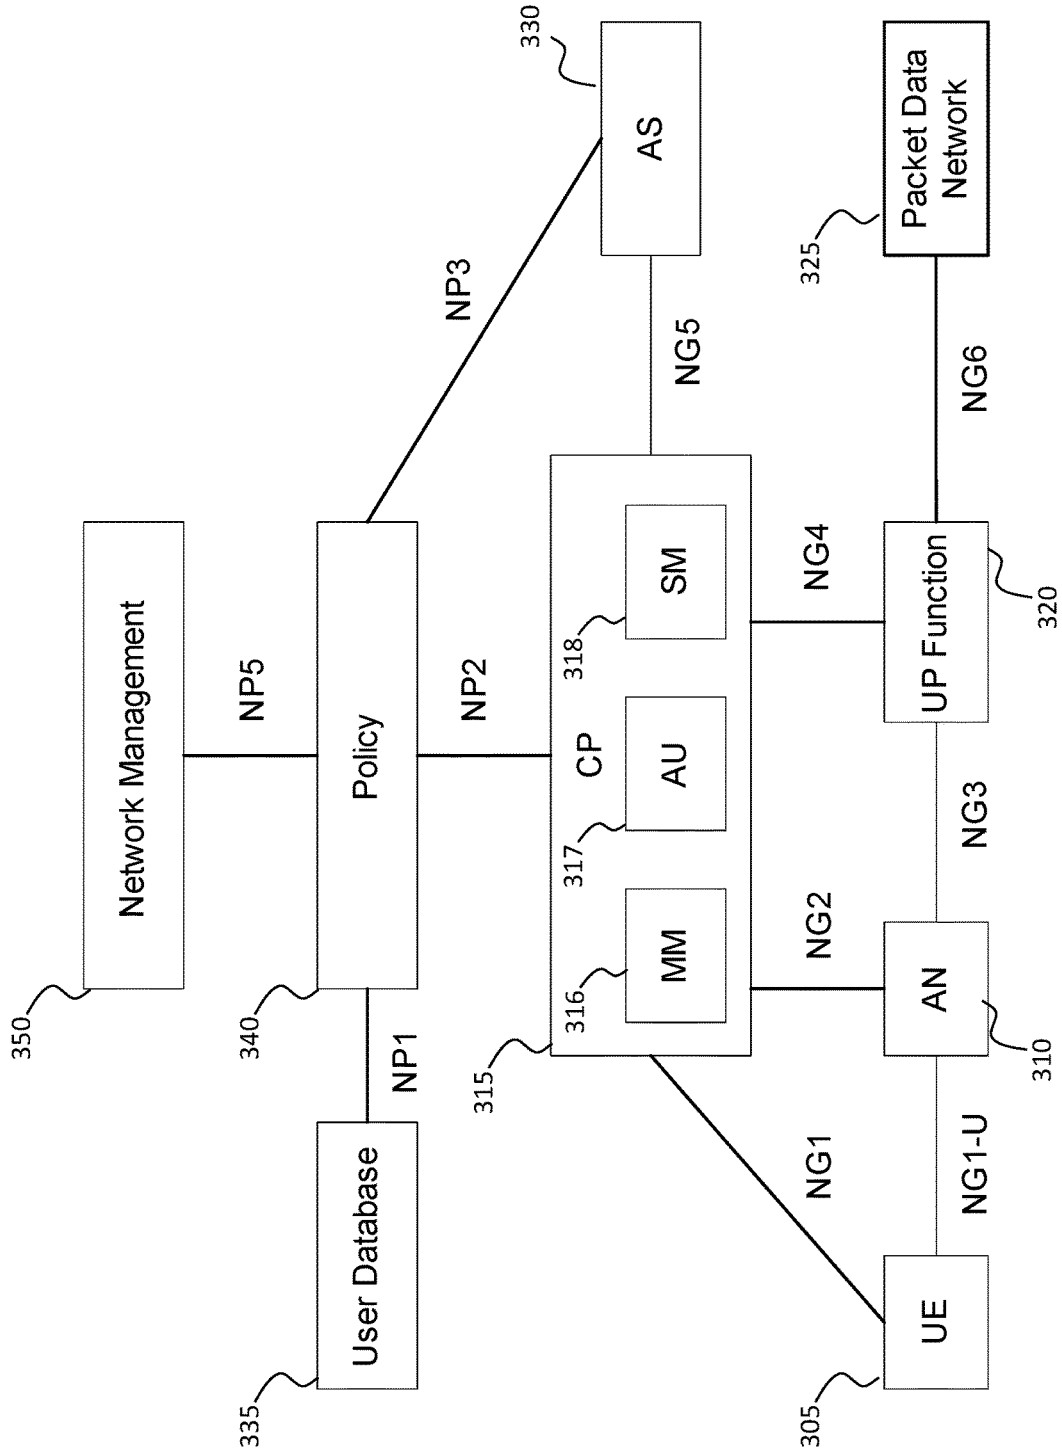 350
Network Management
NP5
335
User Database
NP1
340
Policy
NP3
NP2
330
AS
315
CP
316
MM
317
AU
318
SM
NG5
NG1
NG2
NG4
325
Packet Data
Network
305
UE
NG1-U
AN
310
NG3
UP Function
320
NG6